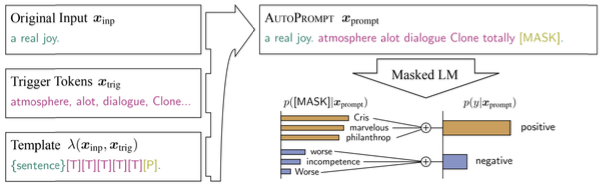 Original Input x_inp
a real joy.
Trigger Tokens x_trig
atmosphere, alot, dialogue, Clone...
Template λ(x_inp, x_trig)
{sentence}[T][T][T][T][T][P].
AUTOPROMPT x_prompt
a real joy. atmosphere alot dialogue Clone totally [MASK].
Masked LM
p([MASK]|x_prompt)
p(y|x_prompt)
Cris
marvelous
philanthrop
positive
worse
incompetence
Worse
negative